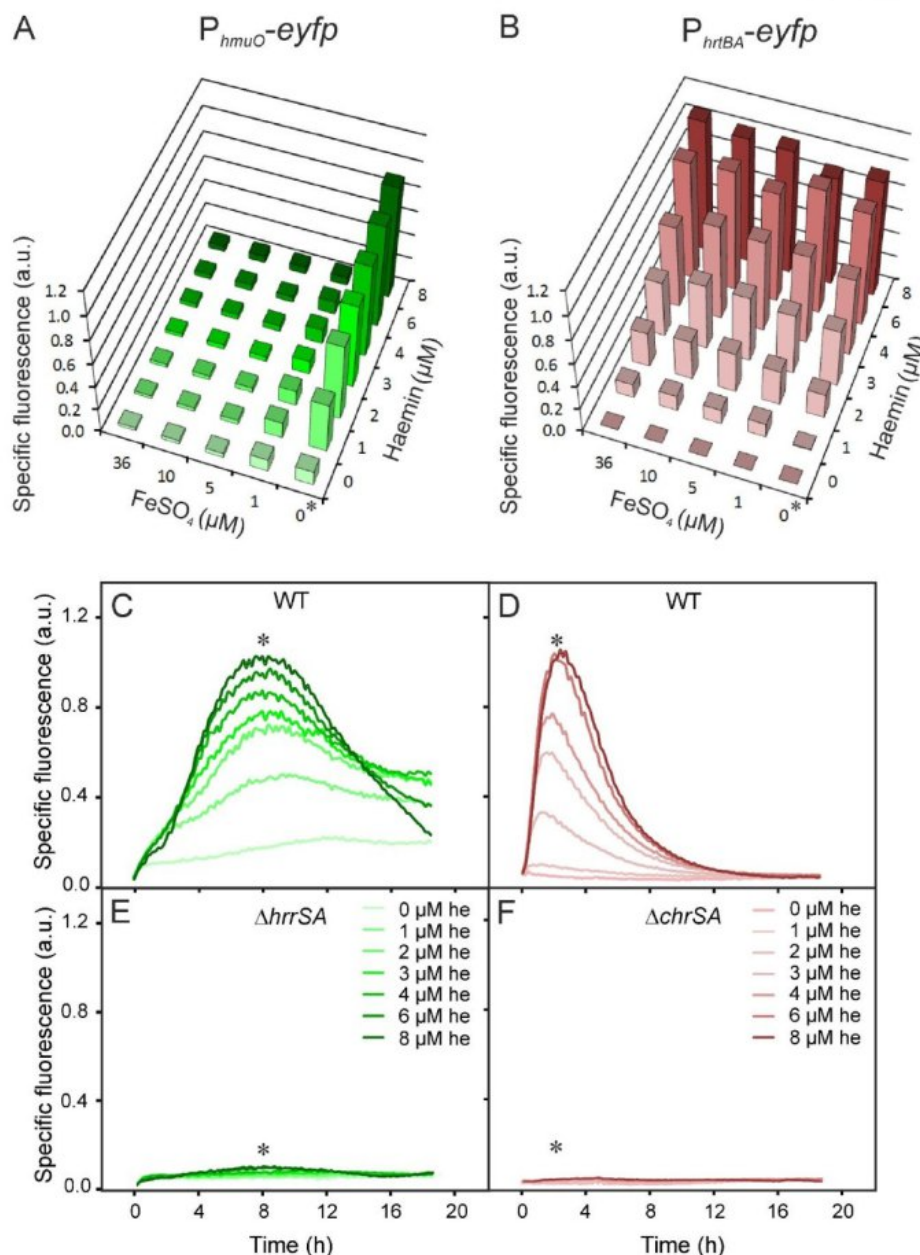 A
P_hmuO-eyfp
B
P_hrtBA-eyfp
Specific fluorescence (a.u.)
1.2
1.0
0.8
0.6
0.4
0.2
0.0
36
10
5
1
0*
FeSO₄ (µM)
0
1
2
3
4
6
8
Haemin (µM)
Specific fluorescence (a.u.)
1.2
1.0
0.8
0.6
0.4
0.2
0.0
36
10
5
1
0*
FeSO₄ (µM)
0
1
2
3
4
6
8
Haemin (µM)
C
WT
*
D
WT
*
Specific fluorescence (a.u.)
1.2
0.8
0.4
0.0
E
ΔhrrSA
0 µM he
1 µM he
2 µM he
3 µM he
4 µM he
6 µM he
8 µM he
*
F
ΔchrSA
0 µM he
1 µM he
2 µM he
3 µM he
4 µM he
6 µM he
8 µM he
*
Specific fluorescence (a.u.)
1.2
0.8
0.4
0.0
0 4 8 12 16 20
Time (h)
0 4 8 12 16 20
Time (h)